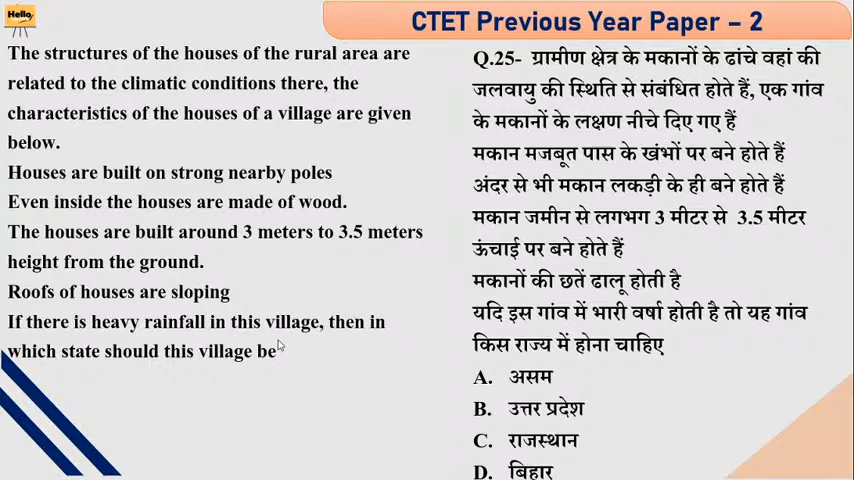 Hello
CTET Previous Year Paper – 2
The structures of the houses of the rural area are
related to the climatic conditions there, the
characteristics of the houses of a village are given
below.
Houses are built on strong nearby poles
Even inside the houses are made of wood.
The houses are built around 3 meters to 3.5 meters
height from the ground.
Roofs of houses are sloping
If there is heavy rainfall in this village, then in
which state should this village be
Q.25- ग्रामीण क्षेत्र के मकानों के ढांचे वहां की
जलवायु की स्थिति से संबंधित होते हैं, एक गांव
के मकानों के लक्षण नीचे दिए गए हैं
मकान मजबूत पास के खंभों पर बने होते हैं
अंदर से भी मकान लकड़ी के ही बने होते हैं
मकान जमीन से लगभग 3 मीटर से 3.5 मीटर
ऊंचाई पर बने होते हैं
मकानों की छतें ढालू होती है
यदि इस गांव में भारी वर्षा होती है तो यह गांव
किस राज्य में होना चाहिए
A. असम
B. उत्तर प्रदेश
C. राजस्थान
D. बिहार